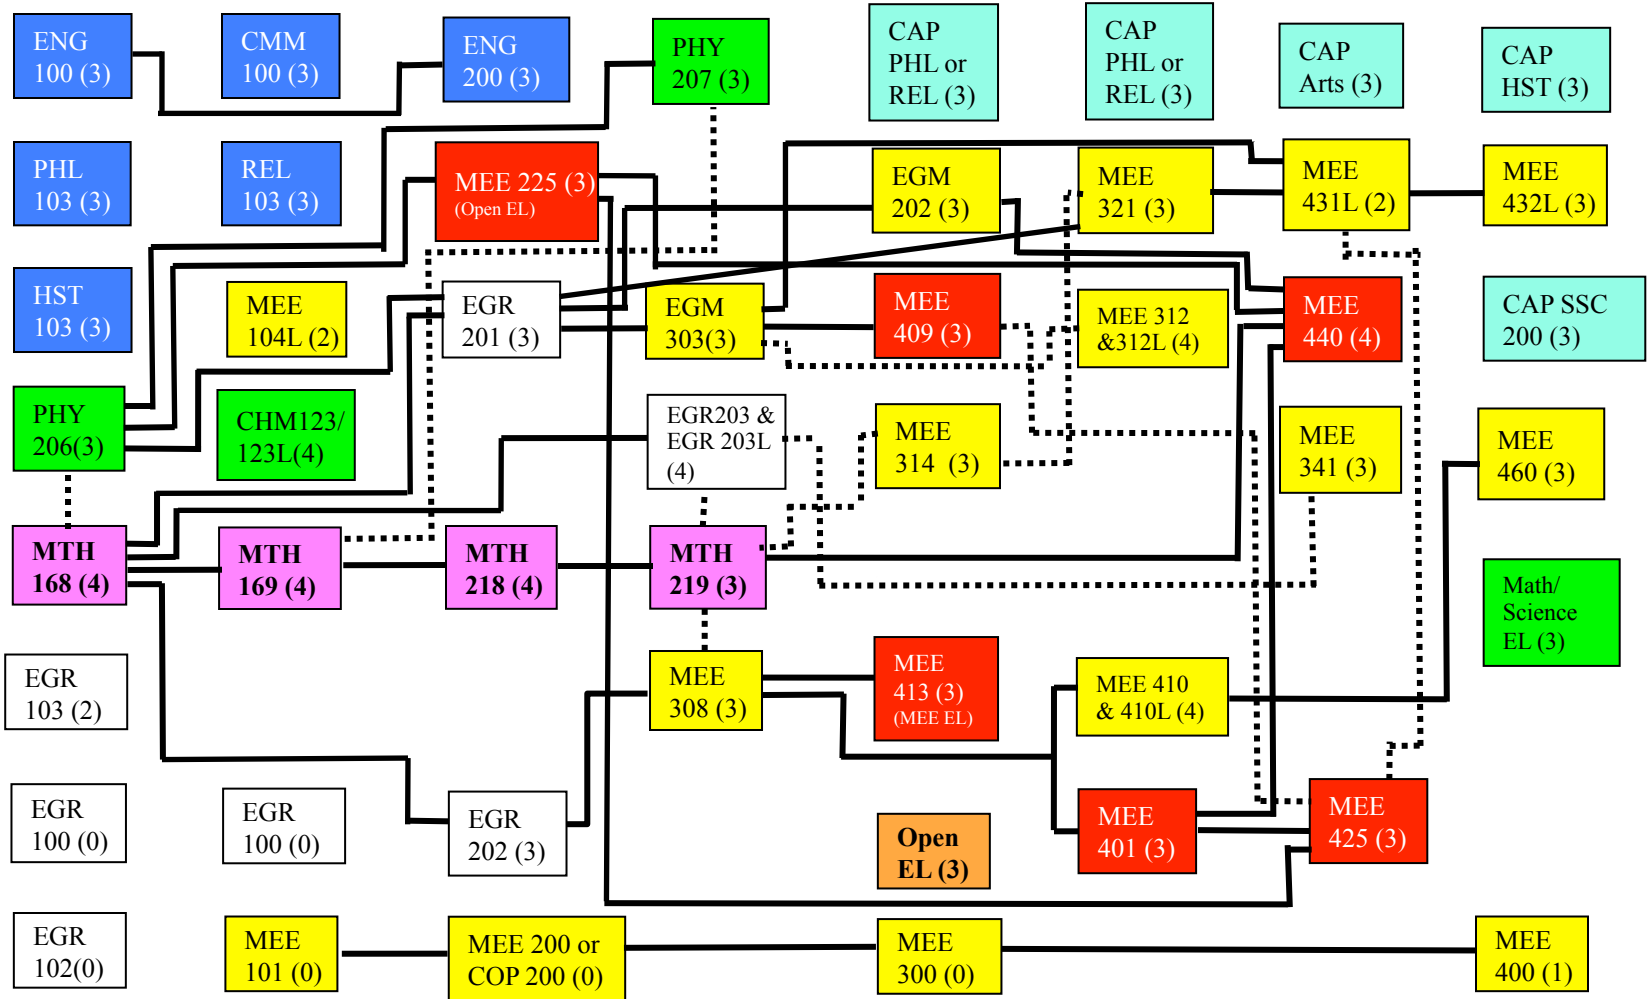 ENG
100 (3)
CMM
100 (3)
ENG
200 (3)
PHY
207 (3)
CAP
PHL or
REL (3)
CAP
PHL or
REL (3)
CAP
Arts (3)
CAP
HST (3)
PHL
103 (3)
REL
103 (3)
MEE 225 (3)
(Open EL)
EGM
202 (3)
MEE
321 (3)
MEE
431L (2)
MEE
432L (3)
HST
103 (3)
MEE
104L (2)
EGR
201 (3)
EGM
303(3)
MEE
409 (3)
MEE 312
&312L (4)
MEE
440 (4)
CAP SSC
200 (3)
PHY
206(3)
CHM123/
123L(4)
EGR203 &
EGR 203L
(4)
MEE
314 (3)
MEE
341 (3)
MEE
460 (3)
MTH
168 (4)
MTH
169 (4)
MTH
218 (4)
MTH
219 (3)
Math/
Science
EL (3)
EGR
103 (2)
MEE
308 (3)
MEE
413 (3)
(MEE EL)
MEE 410
& 410L (4)
EGR
100 (0)
EGR
100 (0)
EGR
202 (3)
Open
EL (3)
MEE
401 (3)
MEE
425 (3)
EGR
102(0)
MEE
101 (0)
MEE 200 or
COP 200 (0)
MEE
300 (0)
MEE
400 (1)